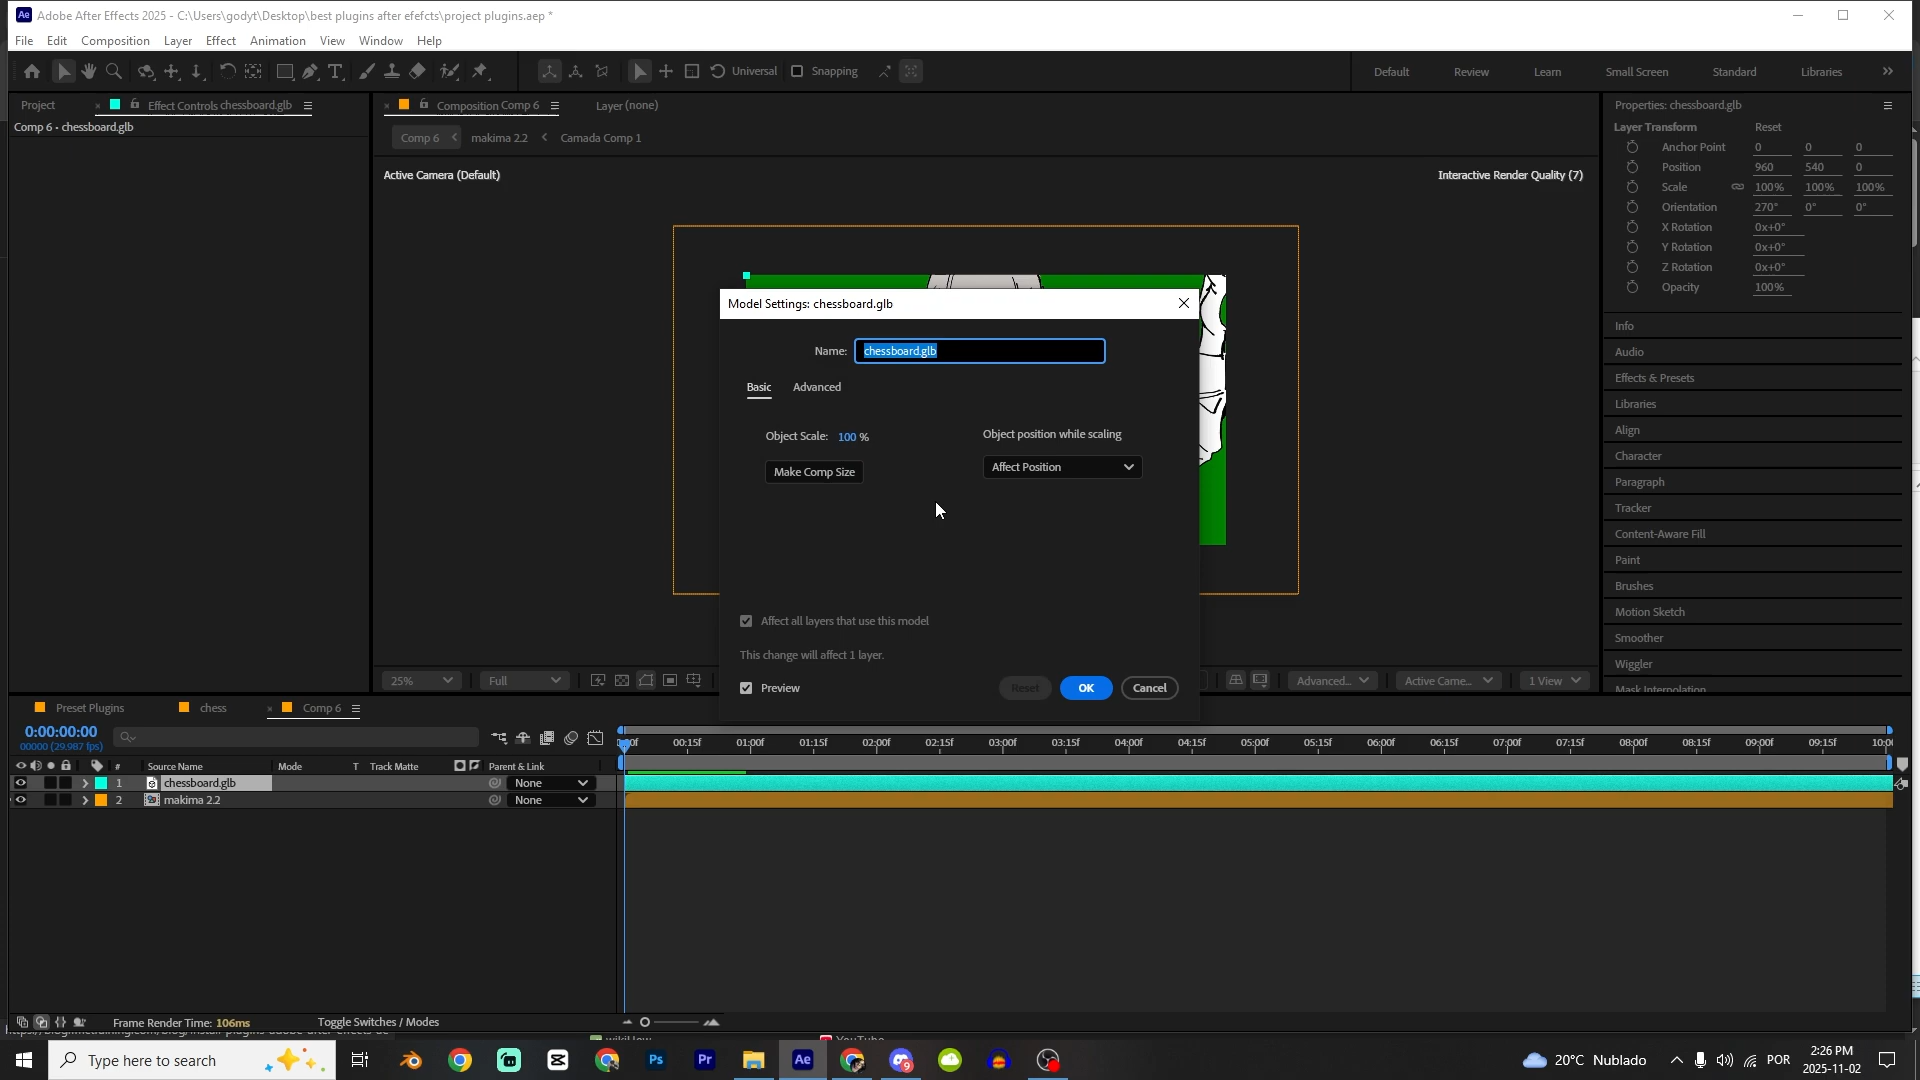 Adobe After Effects 2025 - C:\Users\godyt\Desktop\best plugins after efefcts\project plugins.aep *
File Edit Composition Layer Effect Animation View Window Help
Universal Snapping Default Review Learn Small Screen Standard Libraries
Project Effect Controls chessboard.glb Composition Comp 6 Layer (none) Properties: chessboard.glb
Comp 6 • chessboard.glb
Comp 6 makima 2.2 Camada Comp 1
Active Camera (Default) Interactive Render Quality (7)
Layer Transform Reset
Anchor Point 0 0 0
Position 960 540 0
Scale 100% 100% 100%
Orientation 270° 0° 0°
X Rotation 0x+0°
Y Rotation 0x+0°
Z Rotation 0x+0°
Opacity 100%
Info
Audio
Effects & Presets
Libraries
Align
Character
Paragraph
Tracker
Content-Aware Fill
Paint
Brushes
Motion Sketch
Smoother
Wiggler
Mask Interpolation
Model Settings: chessboard.glb
Name: chessboard.glb
Basic Advanced
Object Scale: 100 % Object position while scaling
Make Comp Size Affect Position
Affect all layers that use this model
This change will affect 1 layer.
Preview Reset OK Cancel
25% Full Advanced... Active Came... 1 View
Preset Plugins chess Comp 6
0:00:00:00
00000 (29.987 fps)
00:15f 01:00f 01:15f 02:00f 02:15f 03:00f 03:15f 04:00f 04:15f 05:00f 05:15f 06:00f 06:15f 07:00f 07:15f 08:00f 08:15f 09:00f 09:15f 10:00
# Source Name Mode T Track Matte Parent & Link
1 chessboard.glb None
2 makima 2.2 None
Frame Render Time: 106ms Toggle Switches / Modes
Type here to search Ps Pr Ae 9 20°C Nublado POR 2:26 PM
2025-11-02